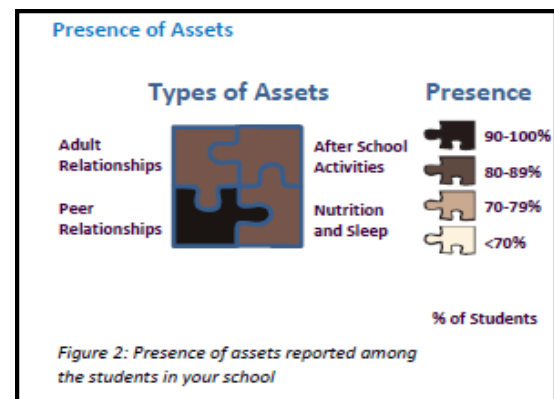 Presence of Assets
Types of Assets
Presence
Adult
Relationships
After School
Activities
Peer
Relationships
Nutrition
and Sleep
90-100%
80-89%
70-79%
<70%
% of Students
Figure 2: Presence of assets reported among
the students in your school